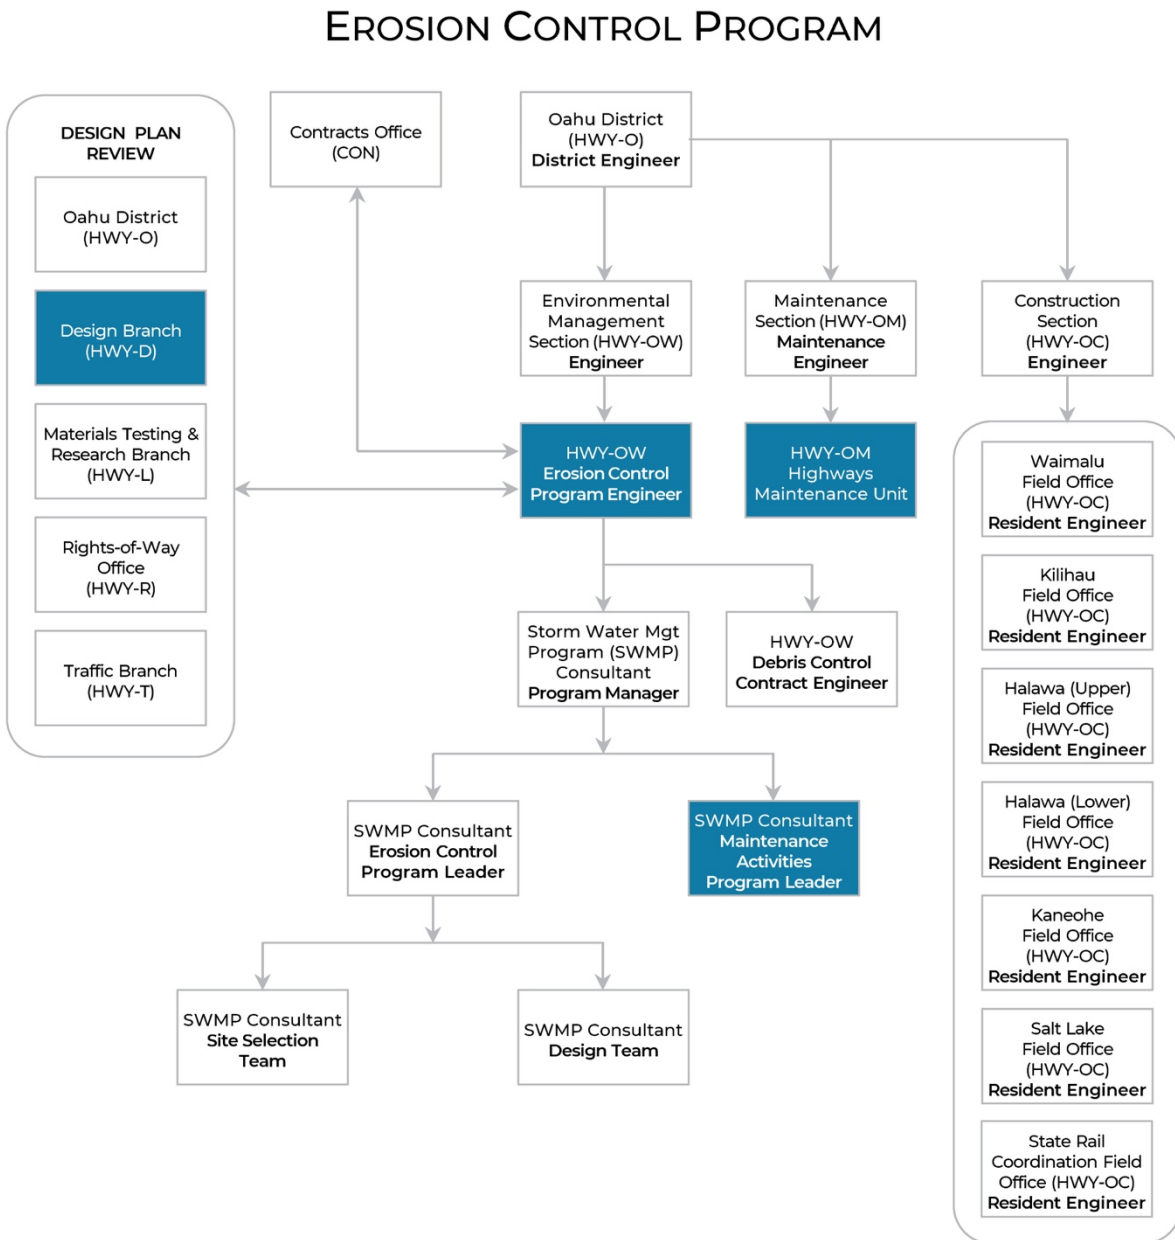 EROSION CONTROL PROGRAM
DESIGN PLAN
REVIEW
Oahu District
(HWY-O)
Design Branch
(HWY-D)
Materials Testing &
Research Branch
(HWY-L)
Rights-of-Way
Office
(HWY-R)
Traffic Branch
(HWY-T)
Contracts Office
(CON)
Oahu District
(HWY-O)
District Engineer
Environmental
Management
Section (HWY-OW)
Engineer
Maintenance
Section (HWY-OM)
Maintenance
Engineer
Construction
Section
(HWY-OC)
Engineer
HWY-OW
Erosion Control
Program Engineer
HWY-OM
Highways
Maintenance Unit
Storm Water Mgt
Program (SWMP)
Consultant
Program Manager
HWY-OW
Debris Control
Contract Engineer
SWMP Consultant
Erosion Control
Program Leader
SWMP Consultant
Maintenance
Activities
Program Leader
SWMP Consultant
Site Selection
Team
SWMP Consultant
Design Team
Waimalu
Field Office
(HWY-OC)
Resident Engineer
Kilihau
Field Office
(HWY-OC)
Resident Engineer
Halawa (Upper)
Field Office
(HWY-OC)
Resident Engineer
Halawa (Lower)
Field Office
(HWY-OC)
Resident Engineer
Kaneohe
Field Office
(HWY-OC)
Resident Engineer
Salt Lake
Field Office
(HWY-OC)
Resident Engineer
State Rail
Coordination Field
Office (HWY-OC)
Resident Engineer